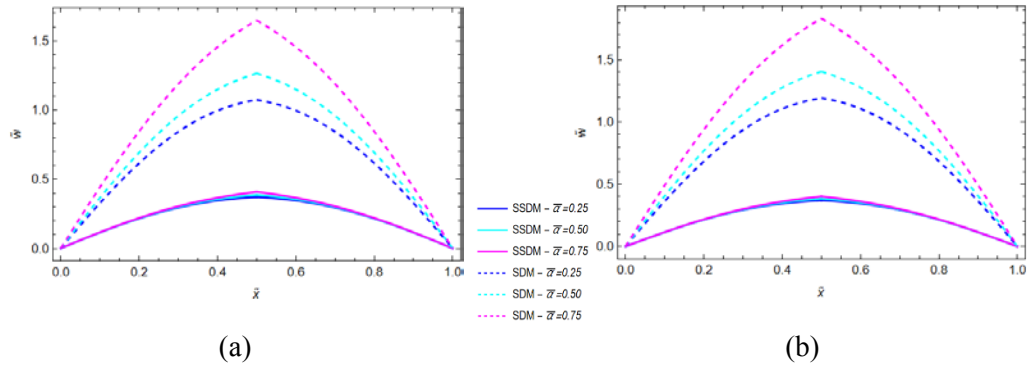 1.5
1.0
0.5
0.0
w̃
0.0 0.2 0.4 0.6 0.8 1.0
x̃
(a)
SSDM – α̅=0.25
SSDM – α̅=0.50
SSDM – α̅=0.75
SDM – α̅=0.25
SDM – α̅=0.50
SDM – α̅=0.75
1.5
1.0
0.5
0.0
w̃
0.0 0.2 0.4 0.6 0.8 1.0
x̃
(b)